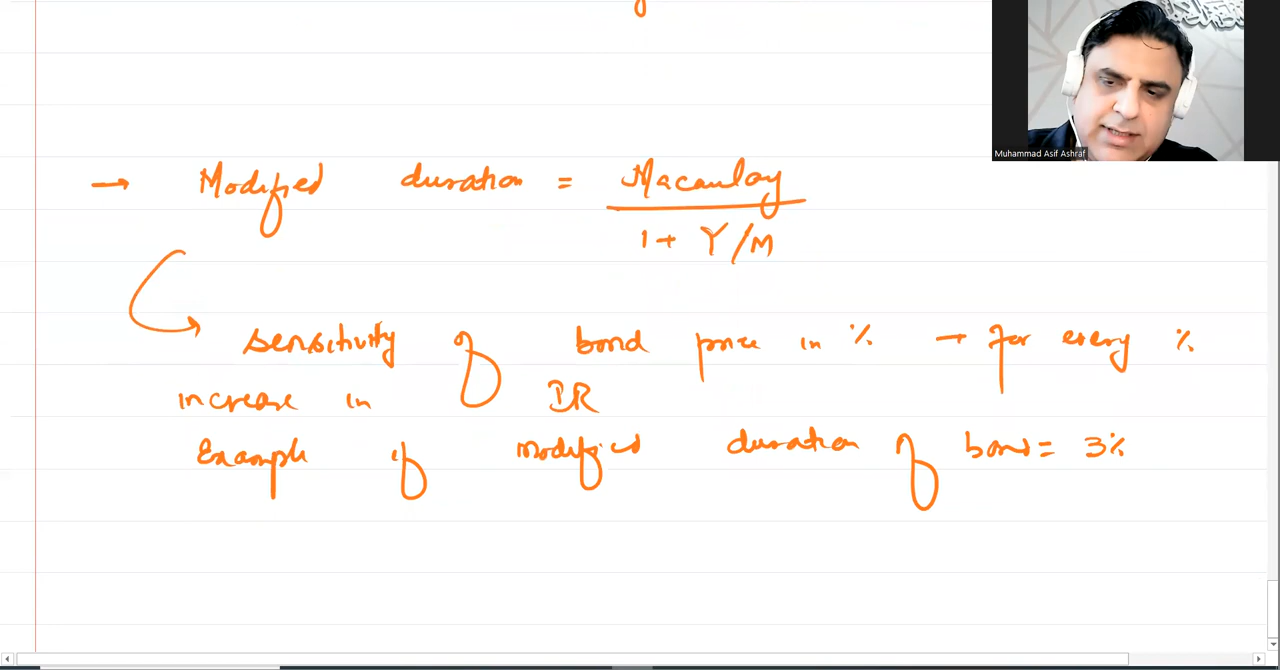 Muhammad Asif Ashraf
→ Modified duration = Macaulay
1 + Y/M
sensitivity of bond price in % → for every %
increase in IR
Example if modified duration of bond = 3%